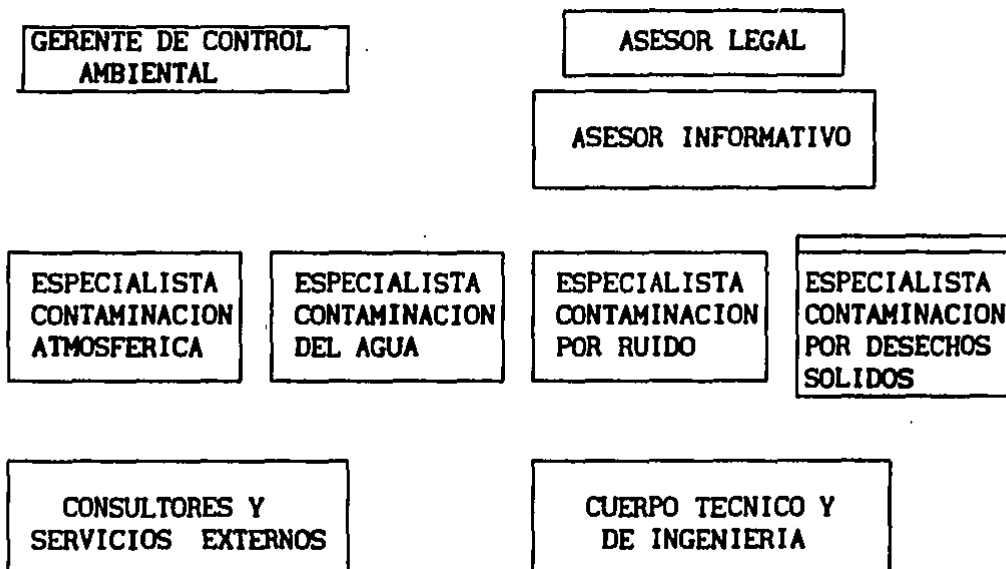 GERENTE DE CONTROL
AMBIENTAL
ASESOR LEGAL
ASESOR INFORMATIVO
ESPECIALISTA
CONTAMINACION
ATMOSFERICA
ESPECIALISTA
CONTAMINACION
DEL AGUA
ESPECIALISTA
CONTAMINACION
POR RUIDO
ESPECIALISTA
CONTAMINACION
POR DESECHOS
SOLIDOS
CONSULTORES Y
SERVICIOS EXTERNOS
CUERPO TECNICO Y
DE INGENIERIA